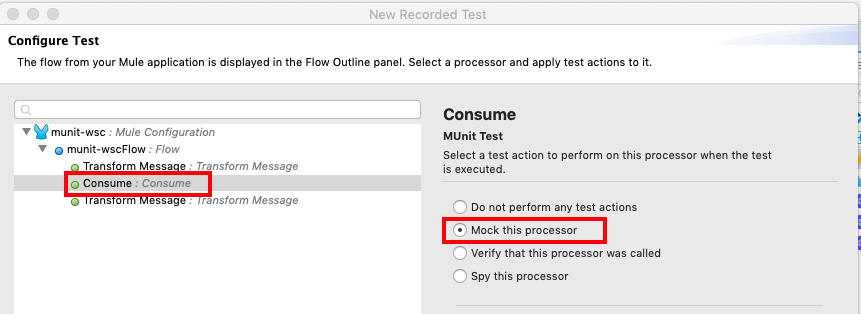 New Recorded Test
Configure Test
The flow from your Mule application is displayed in the Flow Outline panel. Select a processor and apply test actions to it.
munit-wsc : Mule Configuration
munit-wscFlow : Flow
Transform Message : Transform Message
Consume : Consume
Transform Message : Transform Message
Consume
MUnit Test
Select a test action to perform on this processor when the test
is executed.
Do not perform any test actions
Mock this processor
Verify that this processor was called
Spy this processor